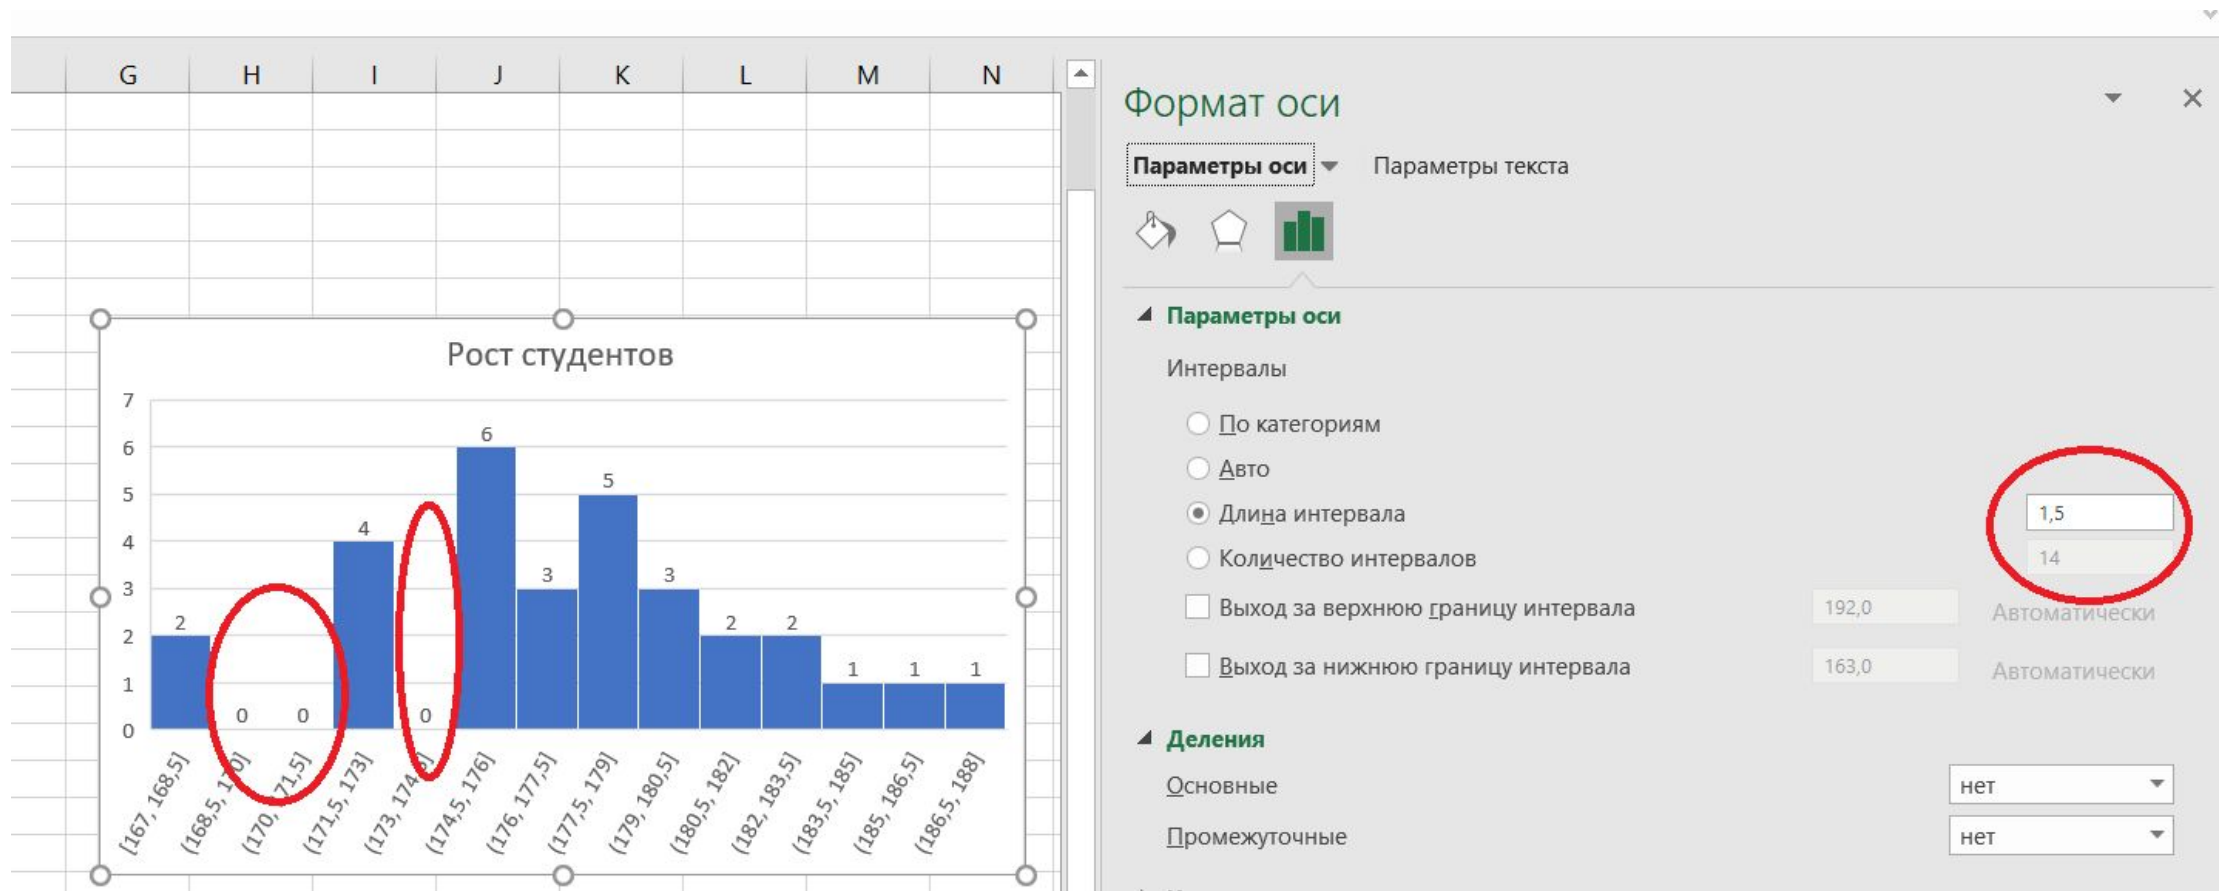 G H I J K L M N
Формат оси
Параметры оси Параметры текста
Параметры оси
Интервалы
По категориям
Авто
Длина интервала 1,5
Количество интервалов 14
Выход за верхнюю границу интервала 192,0 Автоматически
Выход за нижнюю границу интервала 163,0 Автоматически
Деления
Основные нет
Промежуточные нет
Рост студентов
7
6
5
4
3
2
1
0
2 0 0 4 0 6 3 5 3 2 2 1 1 1
[167, 168,5]
(168,5, 170]
(170, 171,5]
(171,5, 173]
(173, 174,5]
(174,5, 176]
(176, 177,5]
(177,5, 179]
(179, 180,5]
(180,5, 182]
(182, 183,5]
(183,5, 185]
(185, 186,5]
(186,5, 188]